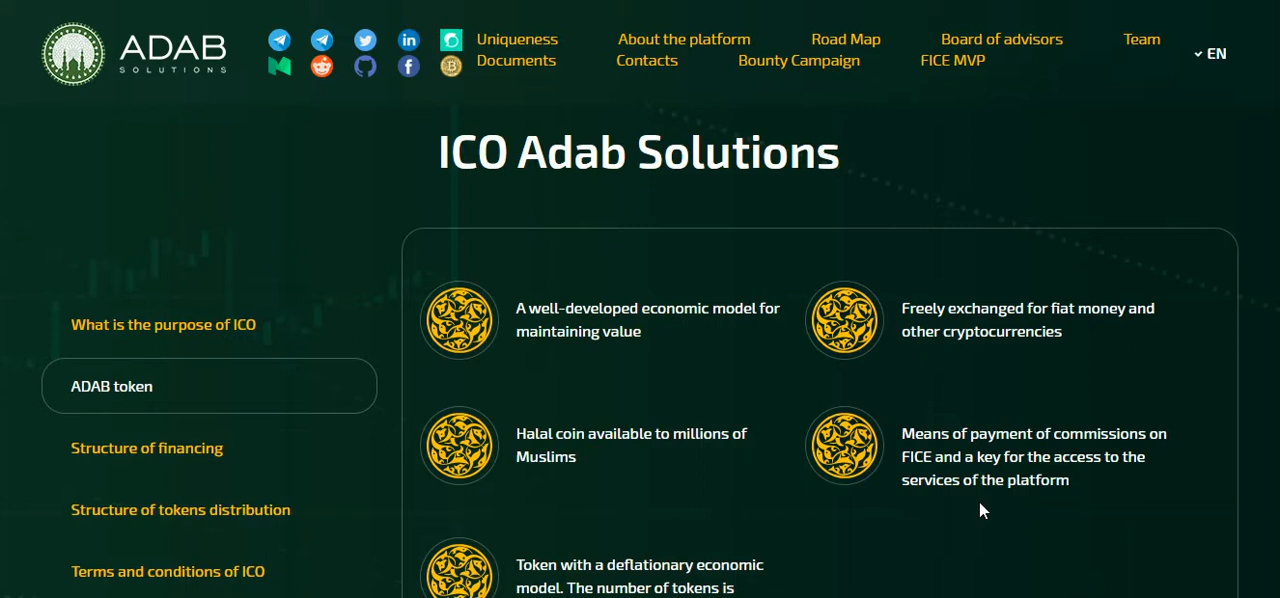 ADAB
SOLUTIONS
Uniqueness About the platform Road Map Board of advisors Team
Documents Contacts Bounty Campaign FICE MVP
EN
ICO Adab Solutions
What is the purpose of ICO
ADAB token
Structure of financing
Structure of tokens distribution
Terms and conditions of ICO
A well-developed economic model for
maintaining value
Freely exchanged for fiat money and
other cryptocurrencies
Halal coin available to millions of
Muslims
Means of payment of commissions on
FICE and a key for the access to the
services of the platform
Token with a deflationary economic
model. The number of tokens is